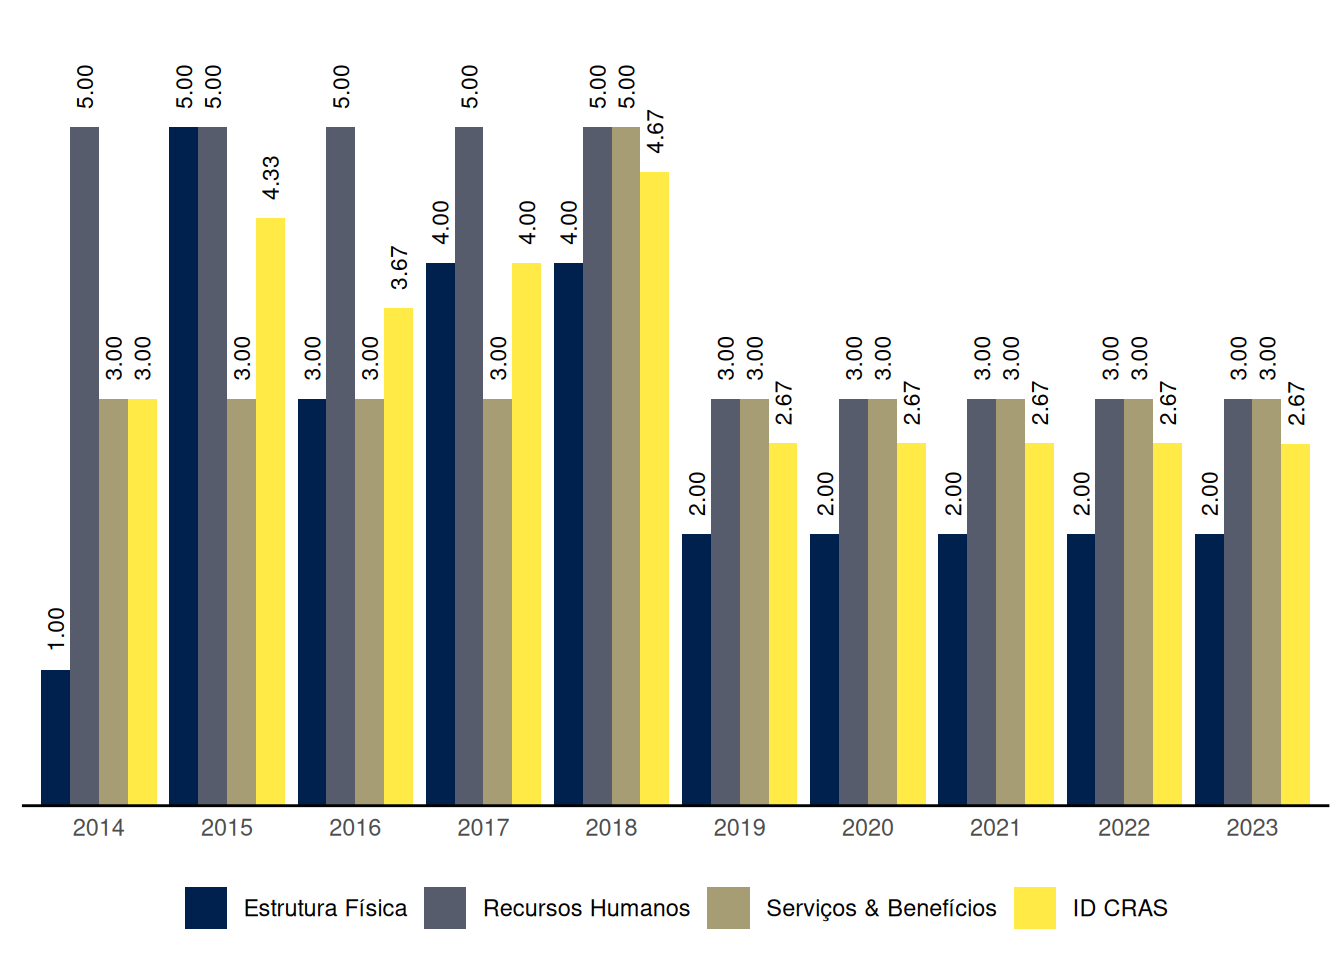 5.00 5.00 5.00 5.00 5.00 5.00 5.00
4.67
4.33
4.00 4.00 4.00
3.67
3.00 3.00 3.00 3.00 3.00 3.00 3.00 3.00 3.00 3.00 3.00 3.00 3.00 3.00 3.00 3.00
2.67 2.67 2.67 2.67 2.67
2.00 2.00 2.00 2.00 2.00
1.00
2014 2015 2016 2017 2018 2019 2020 2021 2022 2023
Estrutura Física Recursos Humanos Serviços & Benefícios ID CRAS